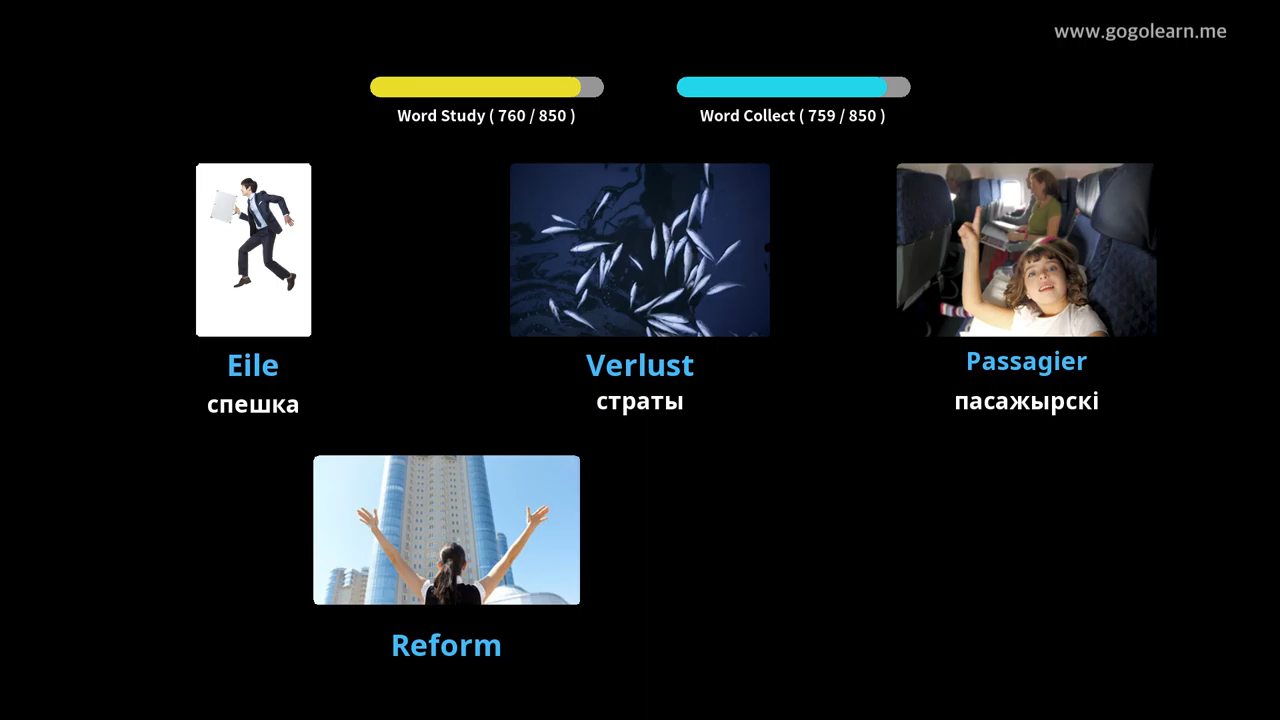 www.gogolearn.me
Word Study ( 760 / 850 )
Word Collect ( 759 / 850 )
Eile
спешка
Verlust
страты
Passagier
пасажырскі
Reform